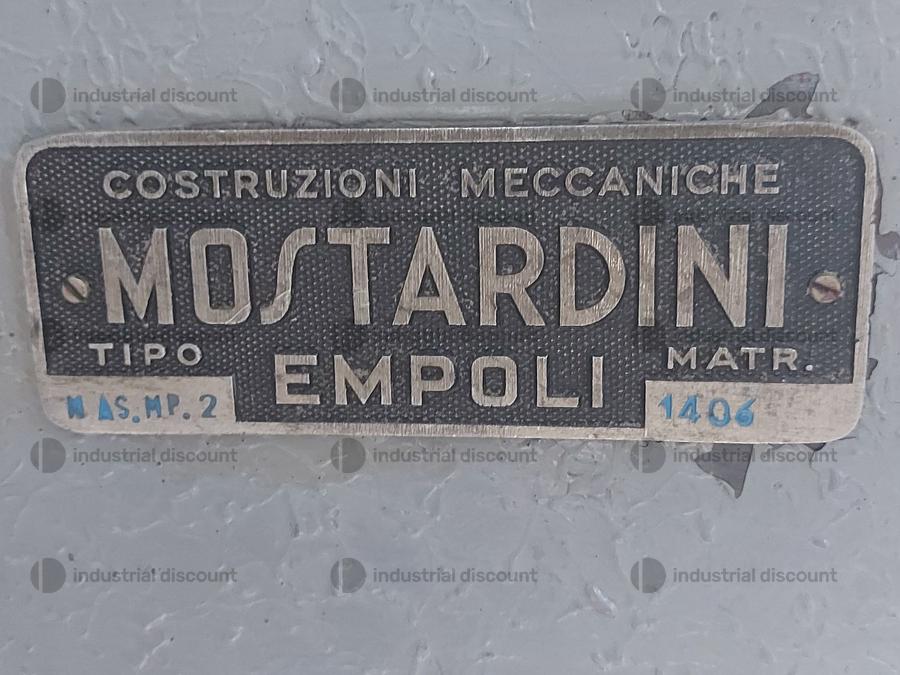 industrial discount industrial discount industrial discount
COSTRUZIONI MECCANICHE
MOSTARDINI
TIPO EMPOLI MATR.
N AS.MP.2 1406
industrial discount industrial discount industrial discount
industrial discount industrial discount industrial discount